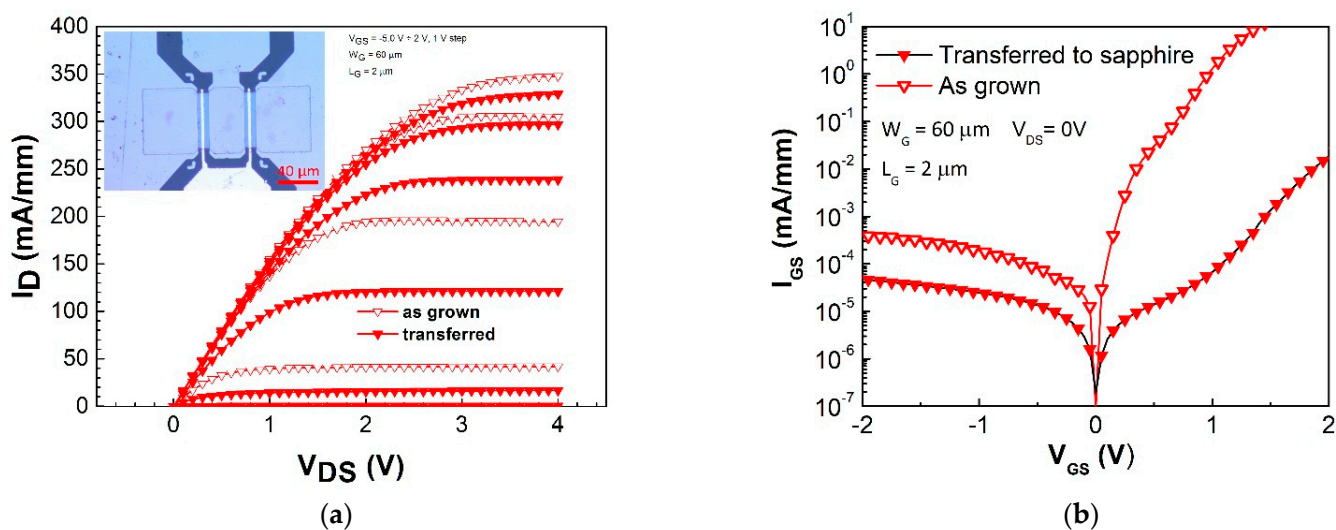 400
350
300
250
200
150
100
50
0
I_D (mA/mm)
V_GS = -5.0 V ÷ 2 V, 1 V step
W_G = 60 μm
L_G = 2 μm
40 μm
as grown
transferred
0 1 2 3 4
V_DS (V)
(a)
10^1
10^0
10^-1
10^-2
10^-3
10^-4
10^-5
10^-6
10^-7
I_GS (mA/mm)
Transferred to sapphire
As grown
W_G = 60 μm V_DS= 0V
L_G = 2 μm
-2 -1 0 1 2
V_GS (V)
(b)